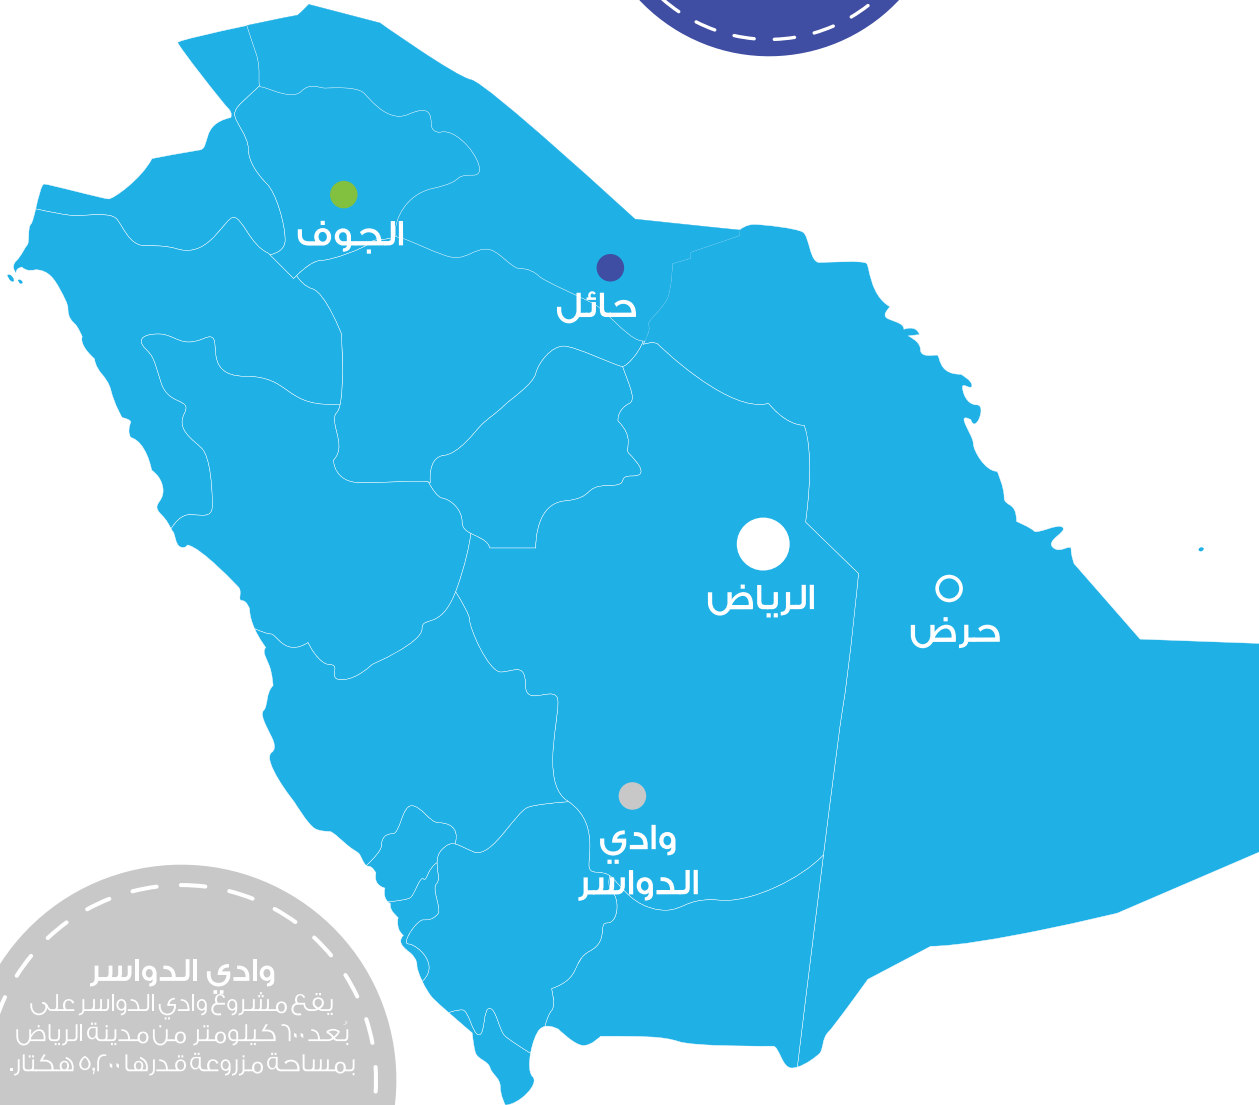 الجوف
حائل
الرياض
حرض
وادي
الدواسر
وادي الدواسر
يقع مشروع وادي الدواسر على
بُعد ٦٠٠ كيلومتر من مدينة الرياض
بمساحة مزروعة قدرها ٥,٢٠٠ هكتار.